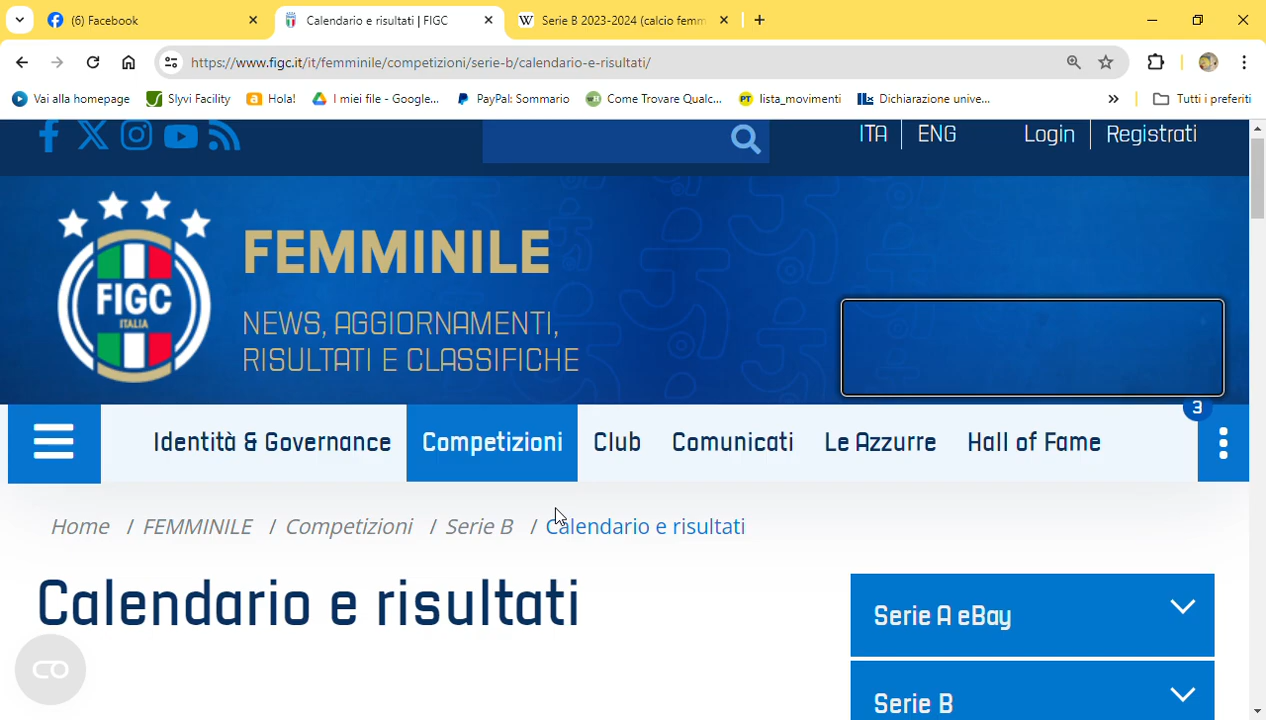 (6) Facebook
Calendario e risultati | FIGC
Serie B 2023-2024 (calcio femm
https://www.figc.it/it/femminile/competizioni/serie-b/calendario-e-risultati/
Vai alla homepage
Slyvi Facility
Hola!
I miei file - Google...
PayPal: Sommario
Come Trovare Qualc...
lista_movimenti
Dichiarazione unive...
»
Tutti i preferiti
ITA
ENG
Login
Registrati
FIGC
ITALIA
FEMMINILE
NEWS, AGGIORNAMENTI,
RISULTATI E CLASSIFICHE
3
Identità & Governance
Competizioni
Club
Comunicati
Le Azzurre
Hall of Fame
Home / FEMMINILE / Competizioni / Serie B / Calendario e risultati
Calendario e risultati
Serie A eBay
Serie B